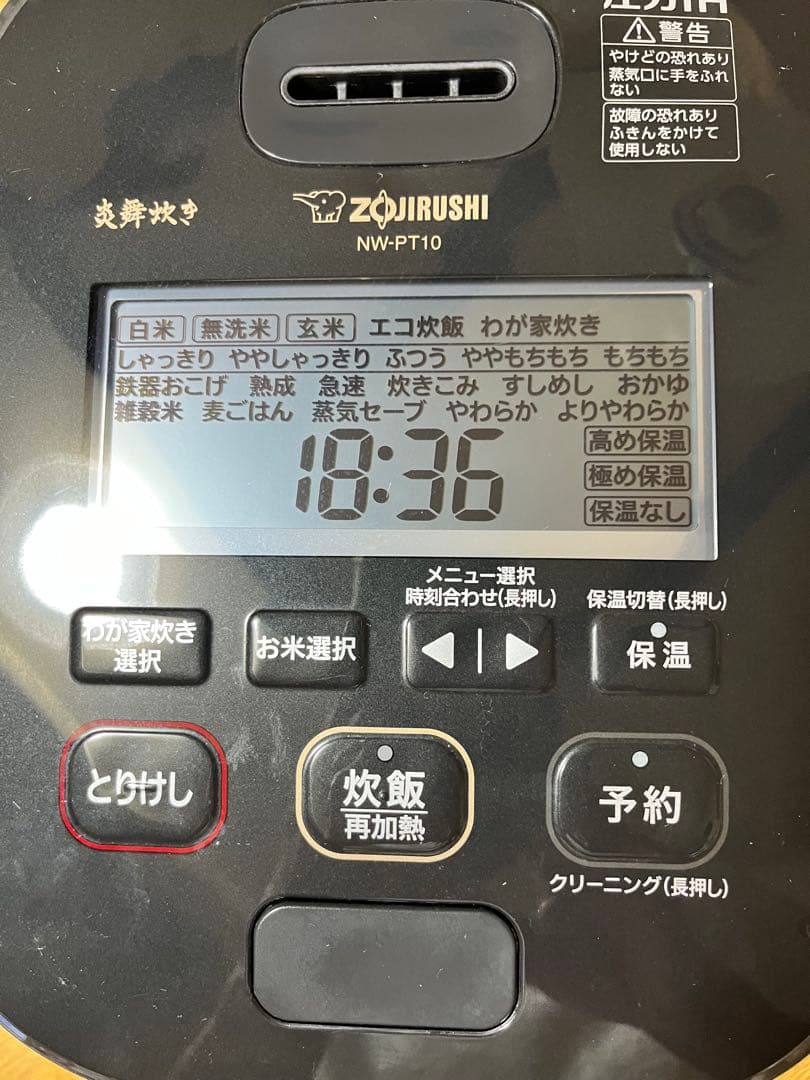 圧力IH
警告
やけどの恐れあり
蒸気口に手をふれ
ない
故障の恐れあり
ふきんをかけて
使用しない
炎舞炊き
ZOJIRUSHI
NW-PT10
白米 無洗米 玄米 エコ炊飯 わが家炊き
しゃっきり ややしゃっきり ふつう ややもちもち もちもち
鉄器おこげ 熟成 急速 炊きこみ すしめし おかゆ
雑穀米 麦ごはん 蒸気セーブ やわらか よりやわらか
18:36
高め保温
極め保温
保温なし
メニュー選択
時刻合わせ(長押し)
保温切替(長押し)
わが家炊き
選択
お米選択
保温
とりけし
炊飯
再加熱
予約
クリーニング(長押し)